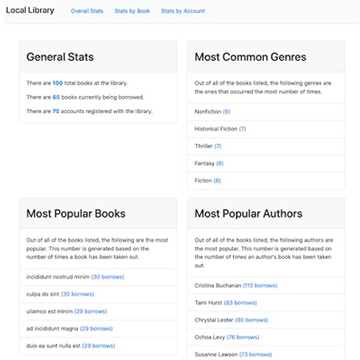 Local Library
Overall Stats
Stats by Book
Stats by Account
General Stats
There are 100 total books at the library.
There are 65 books currently being borrowed.
There are 75 accounts registered with the library.
Most Common Genres
Out of all of the books listed, the following genres are
the ones that occurred the most number of times.
Nonfiction (9)
Historical Fiction (7)
Thriller (7)
Fantasy (6)
Fiction (6)
Most Popular Books
Out of all of the books listed, the following are the most
popular. This number is generated based on the
number of times a book has been taken out.
incididunt nostrud minim (30 borrows)
culpa do sint (30 borrows)
ullamco est minim (29 borrows)
ad incididunt magna (29 borrows)
duis ea sunt nulla est (29 borrows)
Most Popular Authors
Out of all of the books listed, the following authors are
the most popular. This number is generated based on
the number of times an author's book has been taken
out.
Cristina Buchanan (112 borrows)
Tami Hurst (83 borrows)
Chrystal Lester (80 borrows)
Ochoa Levy (76 borrows)
Susanne Lawson (73 borrows)